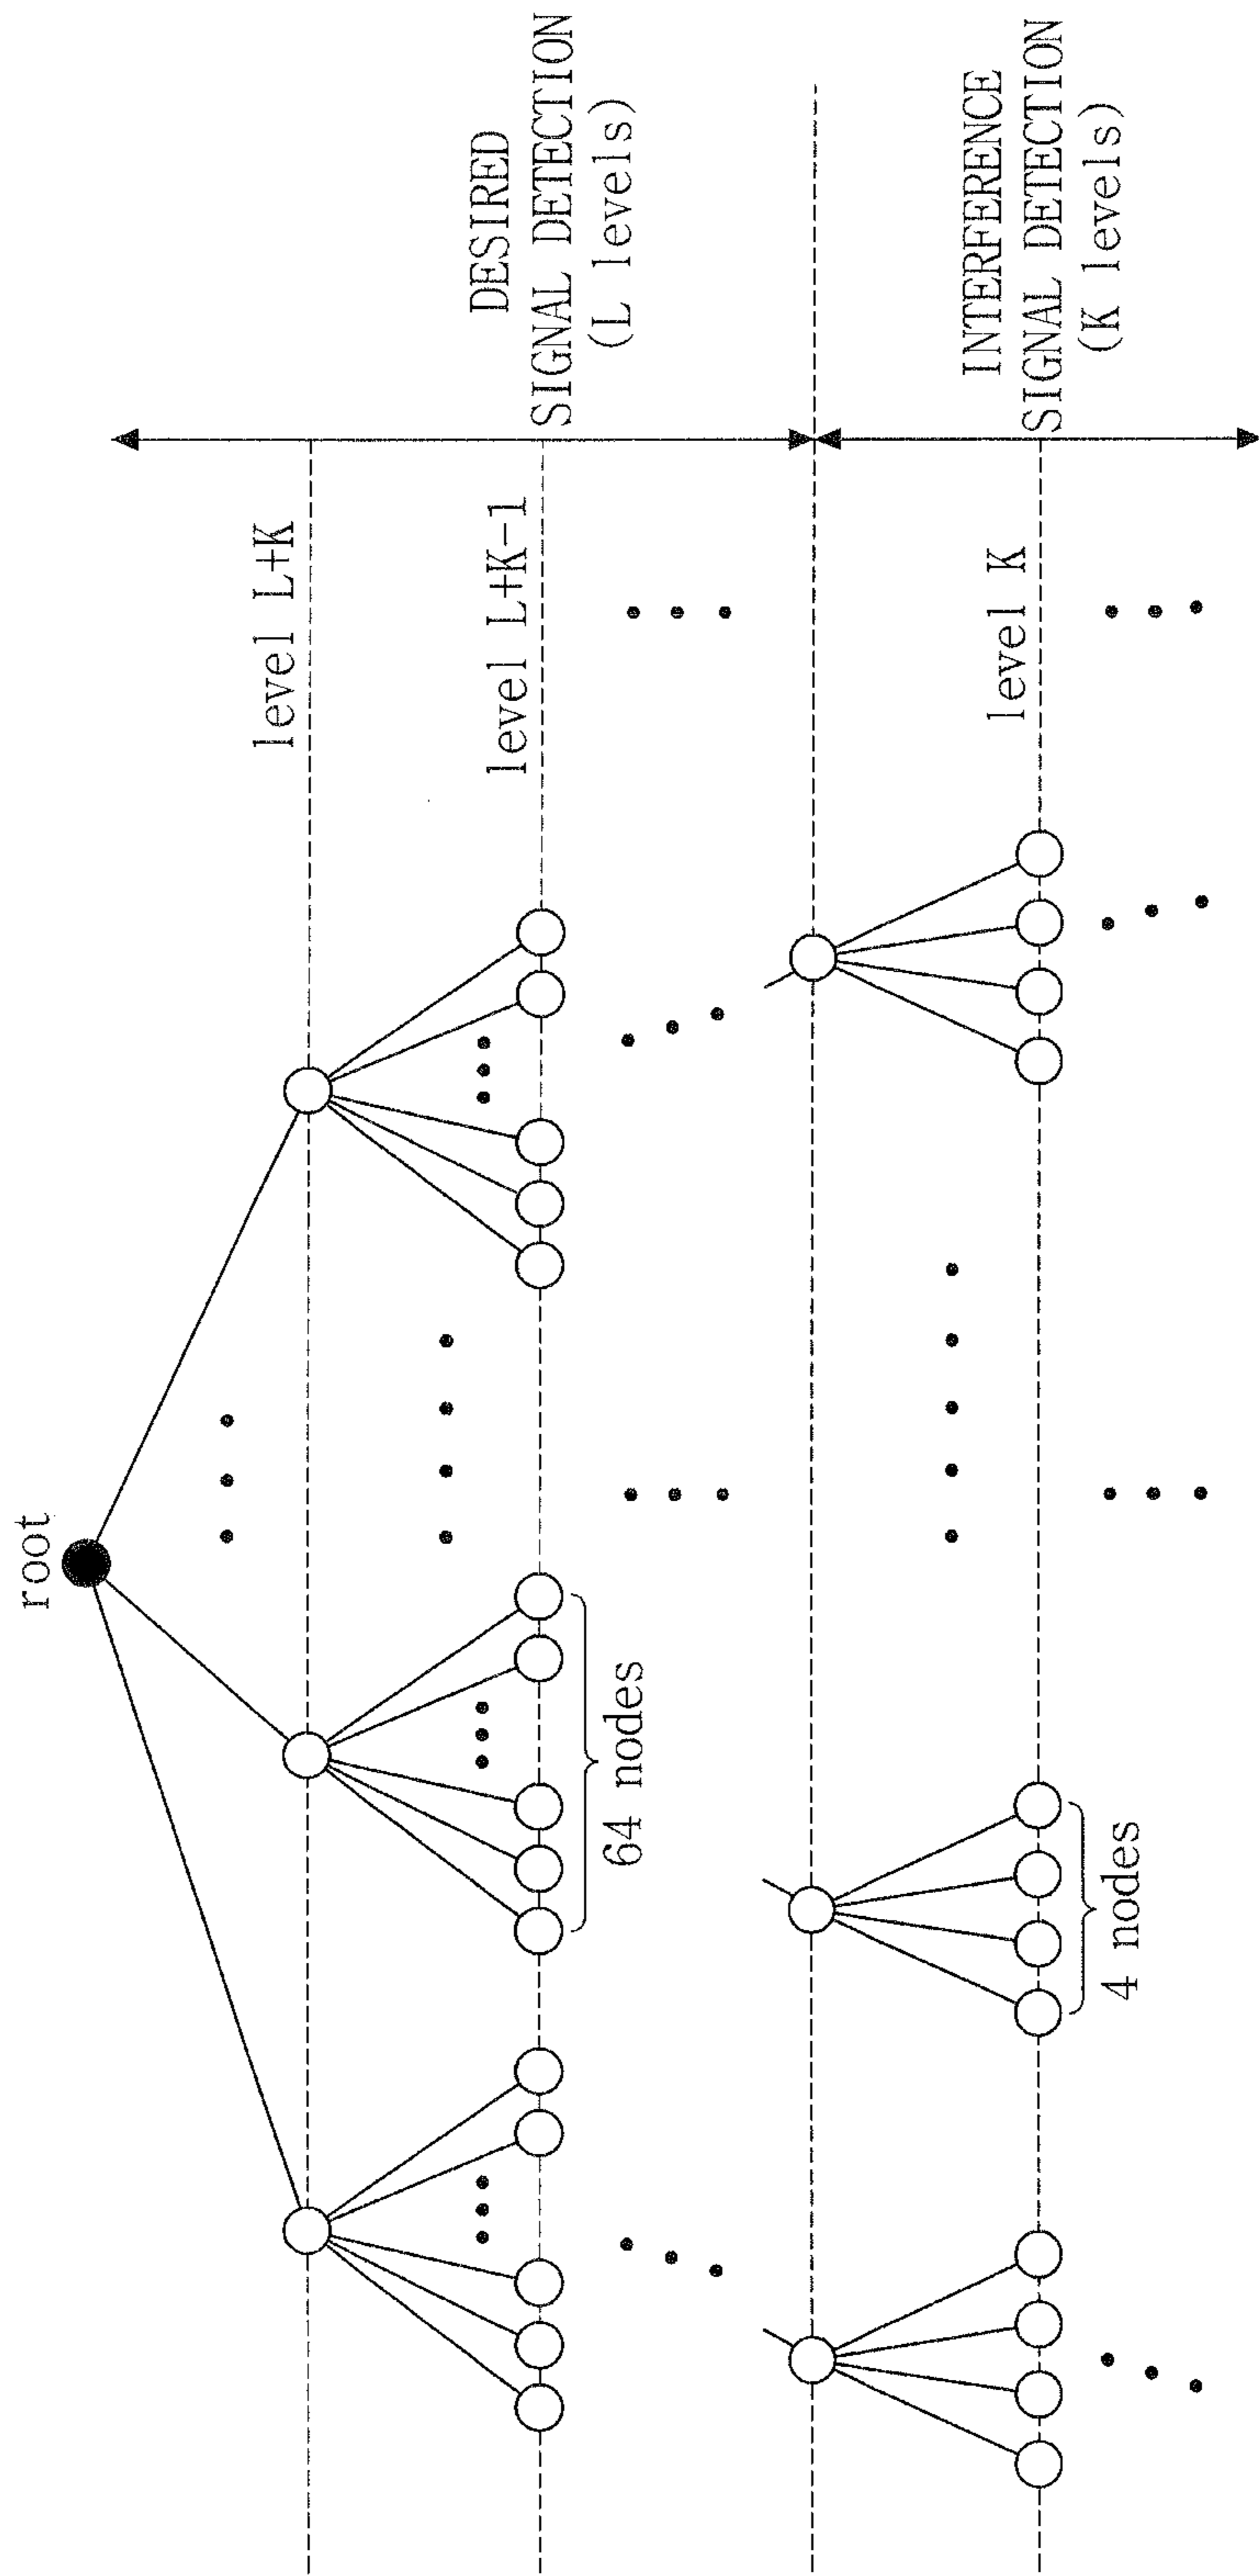 root
level L+K
level L+K-1
DESIRED
SIGNAL DETECTION
(L levels)
64 nodes
level K
INTERFERENCE
SIGNAL DETECTION
(K levels)
4 nodes